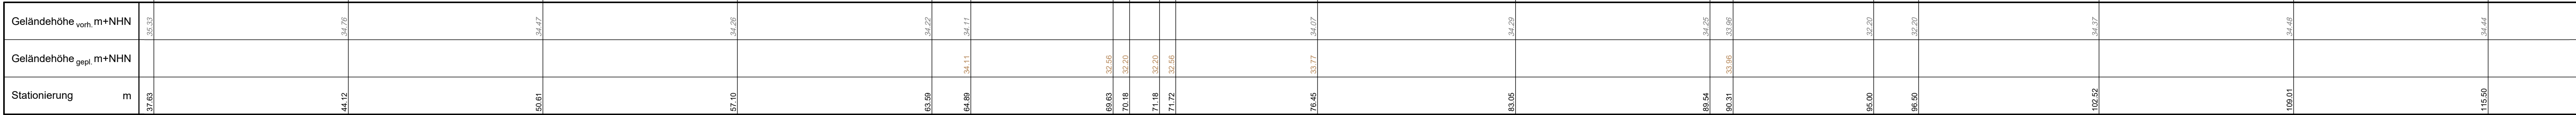 Geländehöhe vorh. m+NHN 35.33 34.76 34.47 34.26 34.22 34.11 34.07 34.29 34.25 33.96 32.20 32.20 34.37 34.48 34.44
Geländehöhe gepl. m+NHN 34.11 32.56 32.20 32.20 32.56 33.77 33.96
Stationierung m 37.63 44.12 50.61 57.10 63.59 64.89 69.63 70.18 71.18 71.72 76.45 83.05 89.54 90.31 95.00 96.50 102.52 109.01 115.50